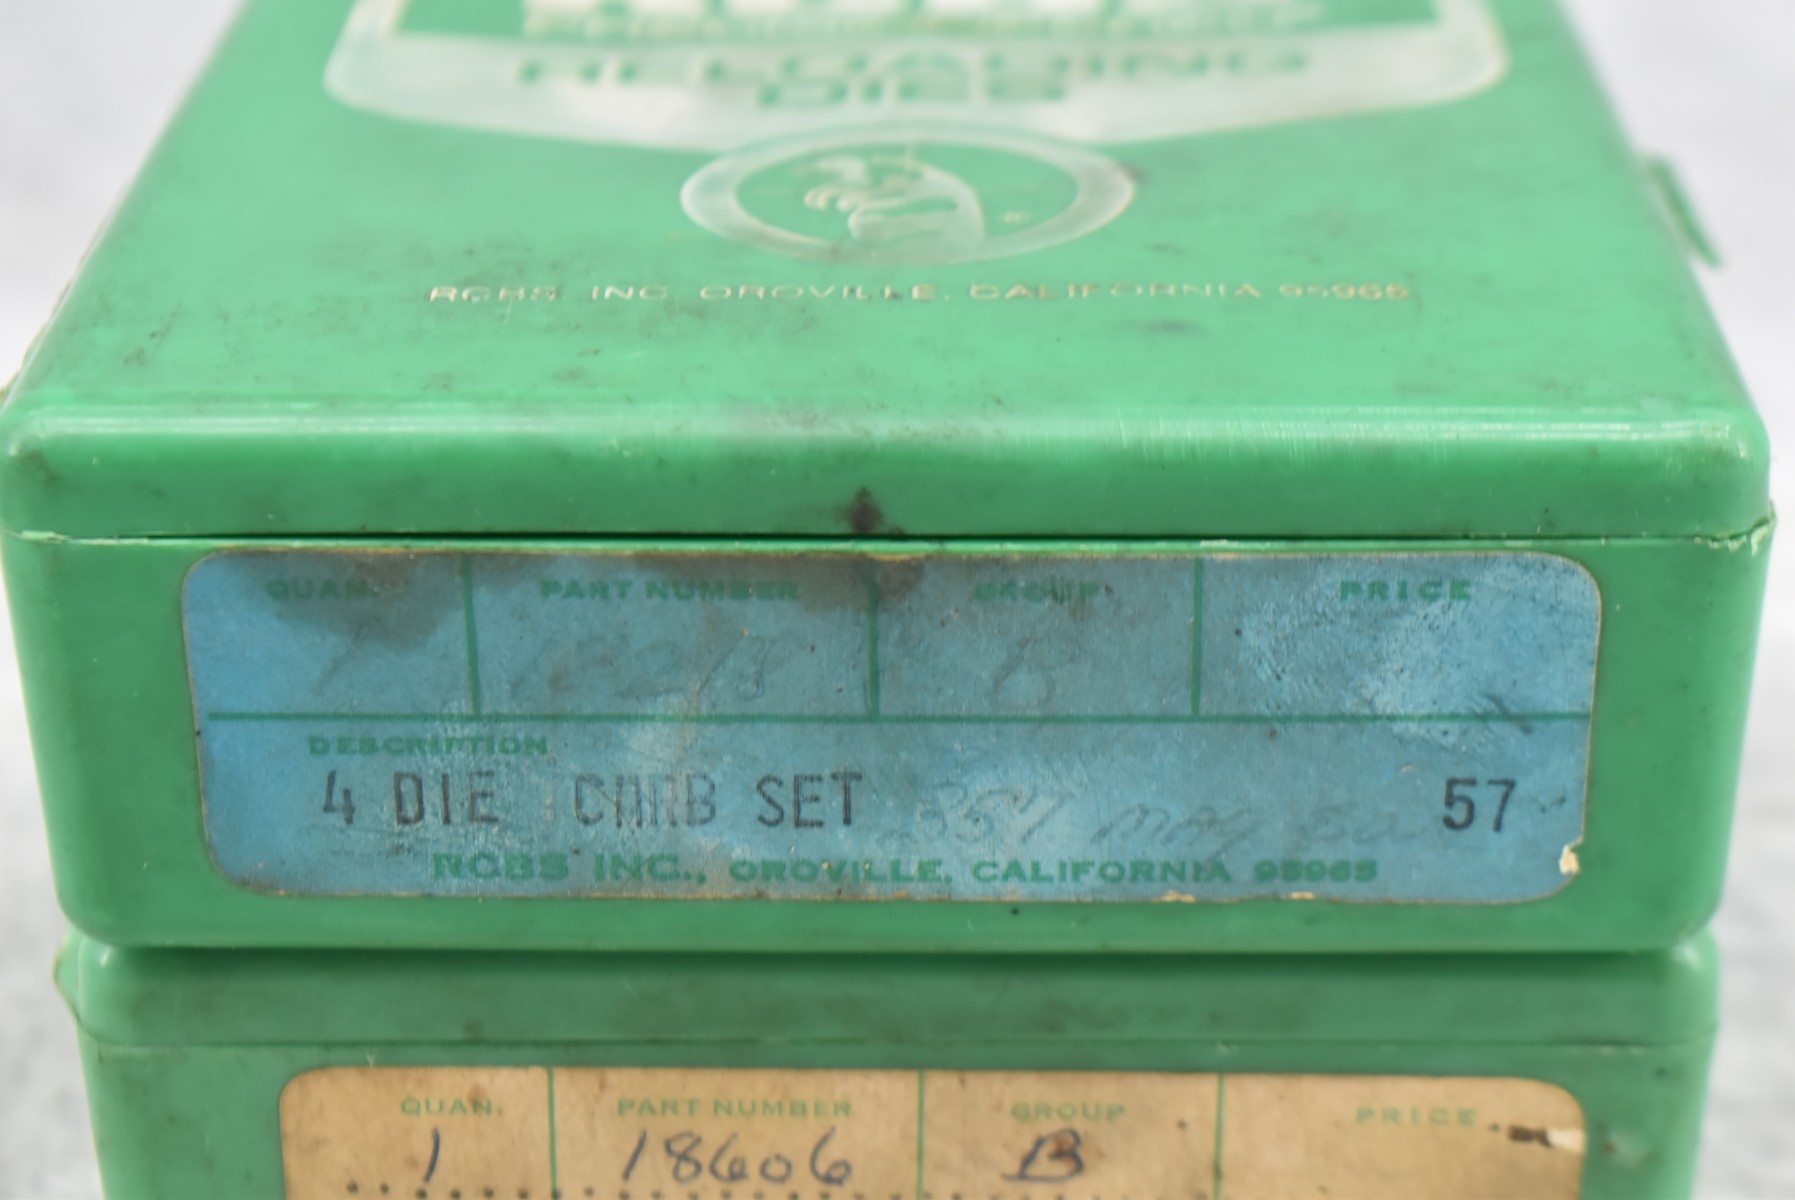 RELOADING
DIES
RCBS. INC. OROVILLE. CALIFORNIA 95965
QUAN. PART NUMBER GROUP PRICE
B
DESCRIPTION
4 DIE SET 357 57
RCBS INC., OROVILLE, CALIFORNIA 95965
QUAN. PART NUMBER GROUP PRICE
1 18606 B